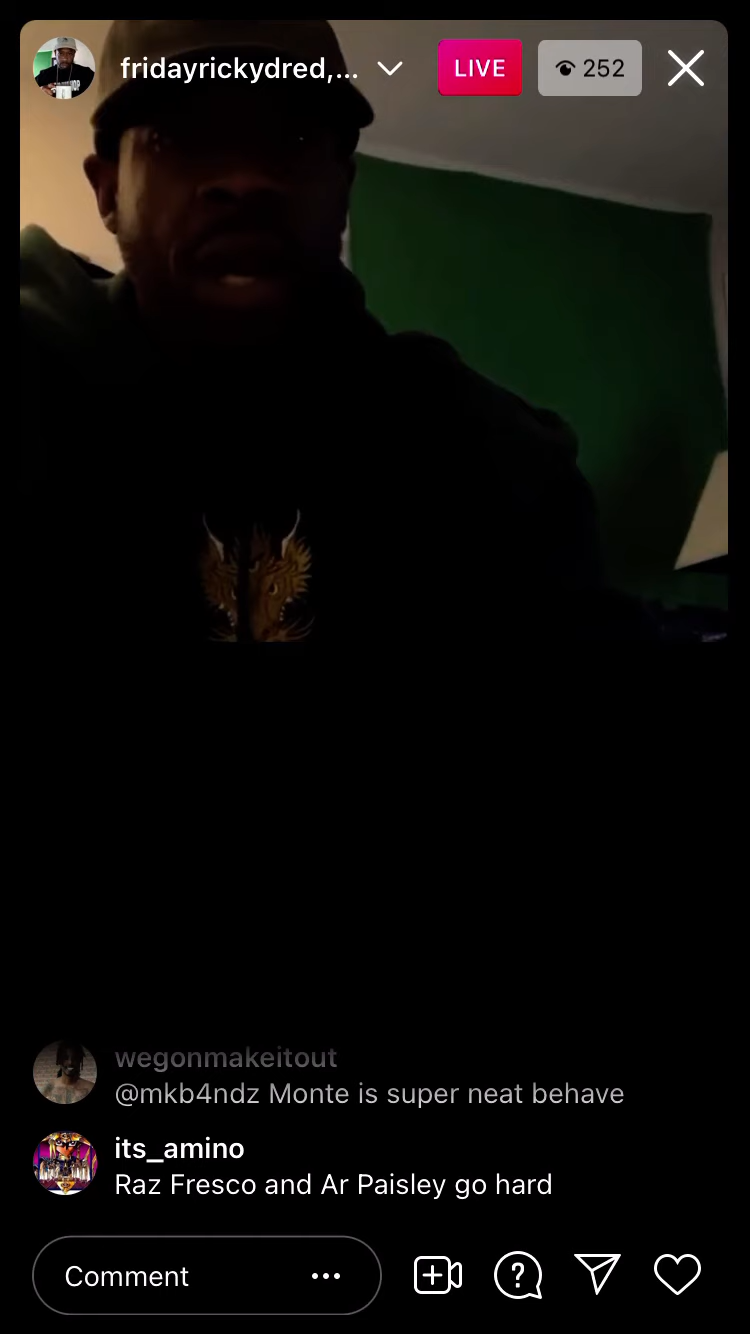 fridayrickydred,...
LIVE
252
wegonmakeitout
@mkb4ndz Monte is super neat behave
its_amino
Raz Fresco and Ar Paisley go hard
Comment